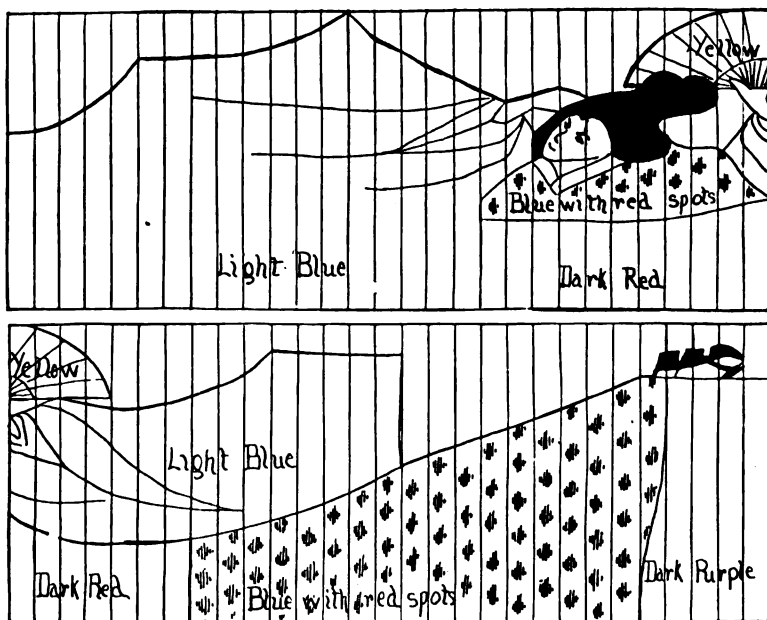 Yellow
Blue with red spots
Light Blue
Dark Red
Yellow
Light Blue
Dark Red
Blue with red spots
Dark Purple